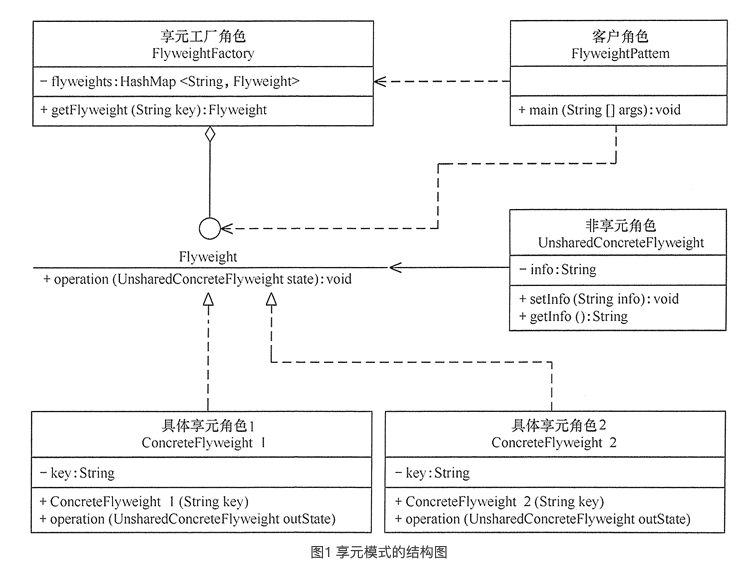 享元工厂角色
FlyweightFactory
- flyweights:HashMap <String, Flyweight>
+ getFlyweight (String key):Flyweight
客户角色
FlyweightPattem
+ main (String [] args):void
非享元角色
UnsharedConcreteFlyweight
- info:String
+ setInfo (String info):void
+ getInfo ():String
Flyweight
+ operation (UnsharedConcreteFlyweight state):void
具体享元角色1
ConcreteFlyweight 1
- key:String
+ ConcreteFlyweight 1 (String key)
+ operation (UnsharedConcreteFlyweight outState)
具体享元角色2
ConcreteFlyweight 2
- key:String
+ ConcreteFlyweight 2 (String key)
+ operation (UnsharedConcreteFlyweight outState)
图1 享元模式的结构图